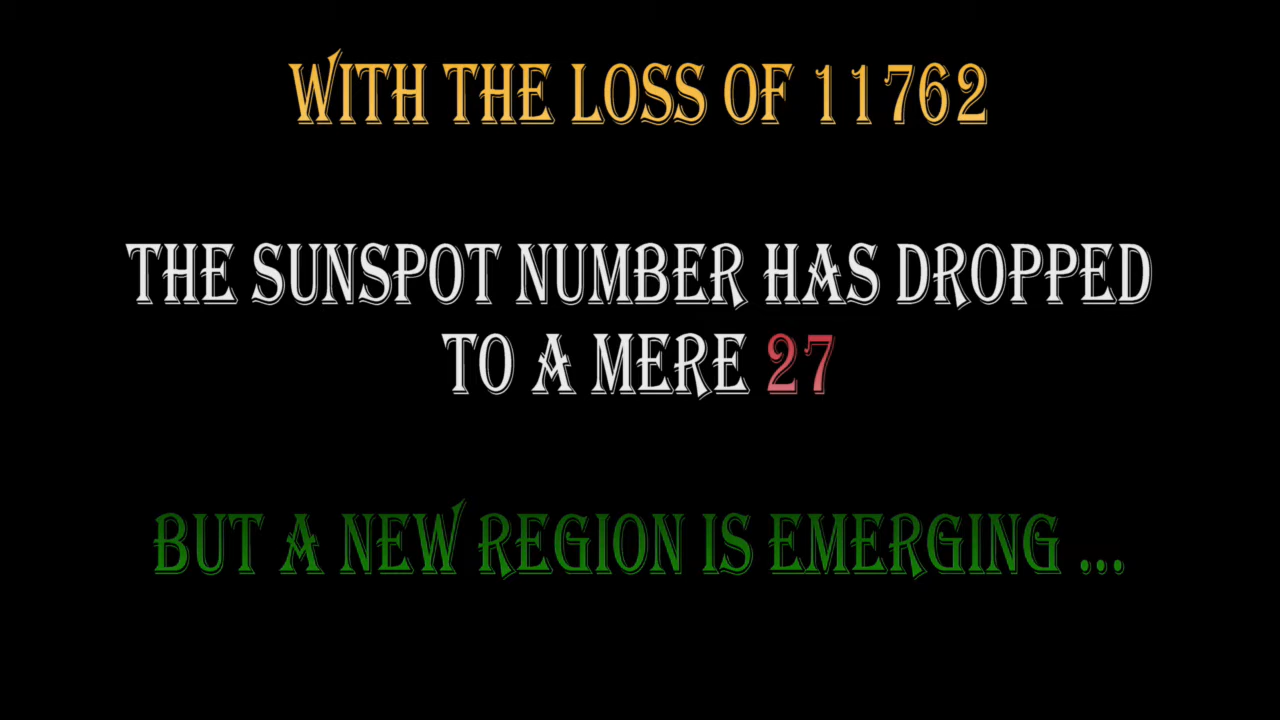 WITH THE LOSS OF 11762
THE SUNSPOT NUMBER HAS DROPPED
TO A MERE 27
BUT A NEW REGION IS EMERGING ...